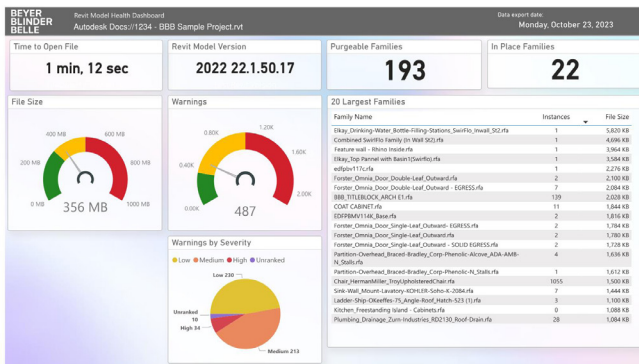 BEYER
BLINDER
BELLE
Revit Model Health Dashboard
Autodesk Docs://1234 - BBB Sample Project.rvt
Data export date:
Monday, October 23, 2023
Time to Open File
1 min, 12 sec
Revit Model Version
2022 22.1.50.17
Purgeable Families
193
In Place Families
22
File Size
0 MB
200 MB
400 MB
600 MB
800 MB
1000 MB
356 MB
Warnings
0.00K
0.40K
0.80K
1.20K
1.60K
2.00K
487
Warnings by Severity
Low Medium High Unranked
Low 230
Unranked
10
High 34
Medium 213
20 Largest Families
Family Name Instances File Size
Elkay_Drinking-Water_Bottle-Filling-Stations_SwirFlo_Inwall_St2.rfa 1 5,820 KB
Combined SwirFlo Family (In Wall St2).rfa 1 4,696 KB
Feature wall - Rhino Inside.rfa 1 3,964 KB
Elkay_Top Pannel with Basin1(Swirflo).rfa 1 3,584 KB
edfpbv117c.rfa 1 2,276 KB
Forster_Omnia_Door_Double-Leaf_Outward.rfa 2 2,100 KB
Forster_Omnia_Door_Double-Leaf_Outward - EGRESS.rfa 7 2,084 KB
BBB_TITLEBLOCK_ARCH E1.rfa 139 2,028 KB
COAT CABINET.rfa 11 1,844 KB
EDFPBMV114K_Base.rfa 2 1,816 KB
Forster_Omnia_Door_Single-Leaf_Outward- EGRESS.rfa 2 1,784 KB
Forster_Omnia_Door_Single-Leaf_Outward.rfa 2 1,780 KB
Forster_Omnia_Door_Single-Leaf_Outward - SOLID EGRESS.rfa 2 1,728 KB
Partition-Overhead_Braced-Bradley_Corp-Phenolic-Alcove_ADA-AMB- 4 1,636 KB
N_Stalls.rfa
Partition-Overhead_Braced-Bradley_Corp-Phenolic-N_Stalls.rfa 1 1,612 KB
Chair_HermanMiller_TroyUpholsteredChair.rfa 1055 1,500 KB
Sink-Wall_Mount-Lavatory-KOHLER-Soho-K-2084.rfa 7 1,444 KB
Ladder-Ship-OKeeffes-75_Angle-Roof_Hatch-523 (1).rfa 3 1,100 KB
Kitchen_Freestanding Island - Cabinets.rfa 0 1,088 KB
Plumbing_Drainage_Zurn-Industries_RD2130_Roof-Drain.rfa 28 1,084 KB